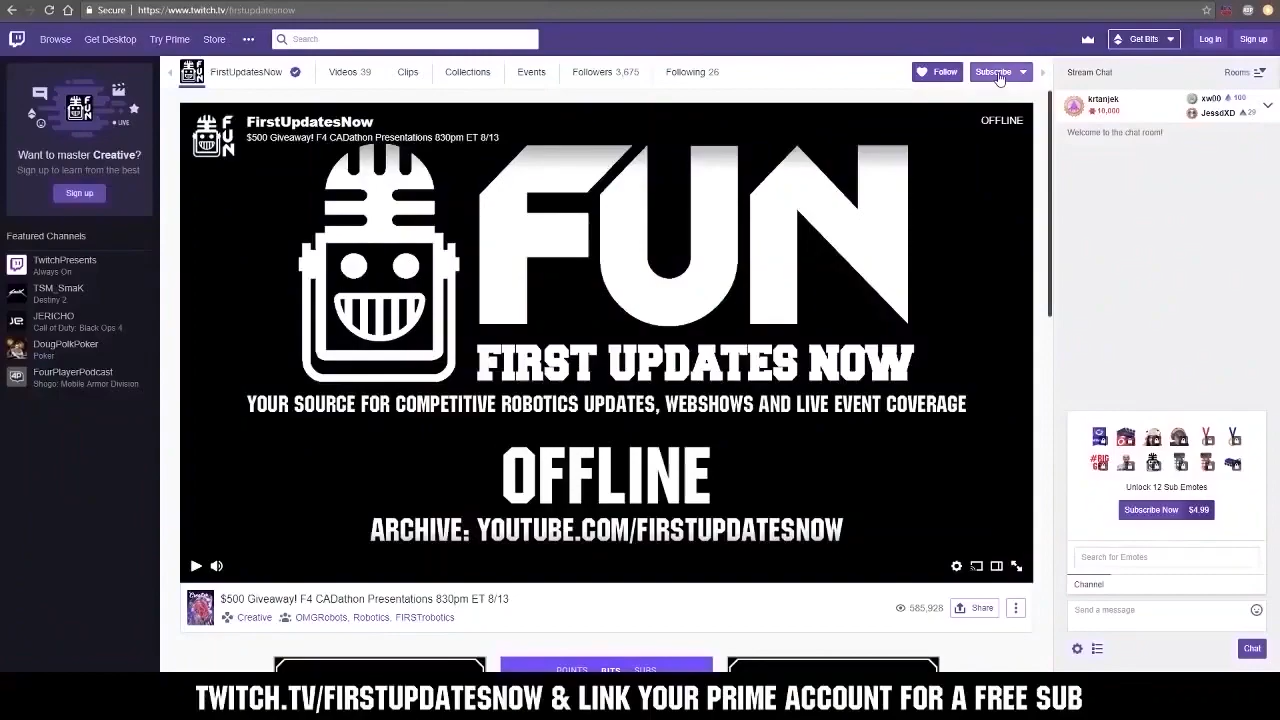 Secure
https://www.twitch.tv/firstupdatesnow
Browse
Get Desktop
Try Prime
Store
Search
Get Bits
Log in
Sign up
FUN
FirstUpdatesNow
Videos 39
Clips
Collections
Events
Followers 3,675
Following 26
Follow
Subscribe
Stream Chat
Rooms
FUN
LIVE
Want to master Creative?
Sign up to learn from the best
Sign up
Featured Channels
TwitchPresents
Always On
TSM_SmaK
Destiny 2
JERICHO
Call of Duty: Black Ops 4
DougPolkPoker
Poker
FourPlayerPodcast
Shogo: Mobile Armor Division
FUN
FirstUpdatesNow
$500 Giveaway! F4 CADathon Presentations 830pm ET 8/13
OFFLINE
FUN
FIRST UPDATES NOW
YOUR SOURCE FOR COMPETITIVE ROBOTICS UPDATES, WEBSHOWS AND LIVE EVENT COVERAGE
OFFLINE
ARCHIVE: YOUTUBE.COM/FIRSTUPDATESNOW
$500 Giveaway! F4 CADathon Presentations 830pm ET 8/13
Creative
OMGRobots, Robotics, FIRSTrobotics
585,928
Share
POINTS BITS SUBS
krtanjek
10,000
xw00 100
JessdXD 29
Welcome to the chat room!
Unlock 12 Sub Emotes
Subscribe Now $4.99
Search for Emotes
Channel
Send a message
Chat
TWITCH.TV/FIRSTUPDATESNOW & LINK YOUR PRIME ACCOUNT FOR A FREE SUB